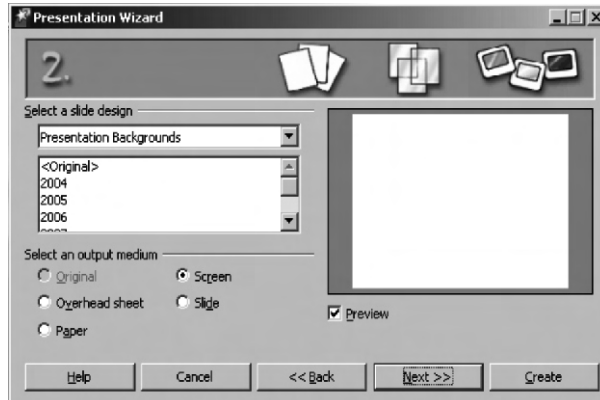 Presentation Wizard
2.
Select a slide design
Presentation Backgrounds
<Original>
2004
2005
2006
Select an output medium
Original
Screen
Overhead sheet
Slide
Paper
Preview
Help
Cancel
<< Back
Next >>
Create